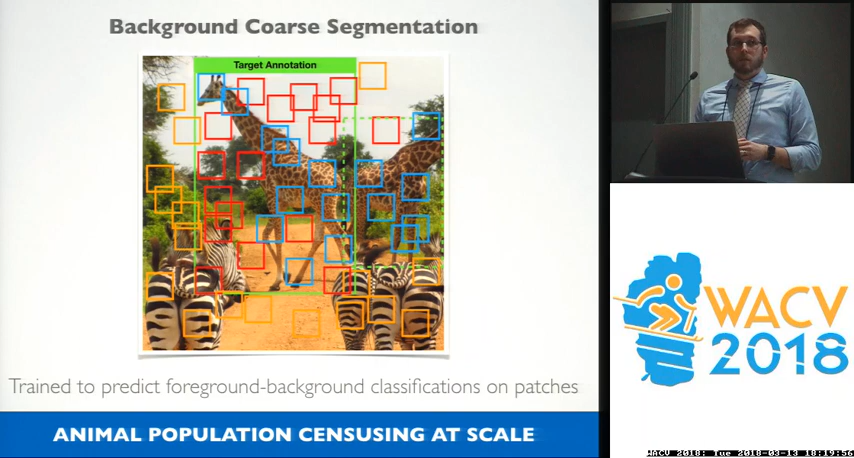 Background Coarse Segmentation
Target Annotation
Trained to predict foreground-background classifications on patches
ANIMAL POPULATION CENSUSING AT SCALE
WACV
2018
WACV 2018: Tue 2018-03-13 18:19:56